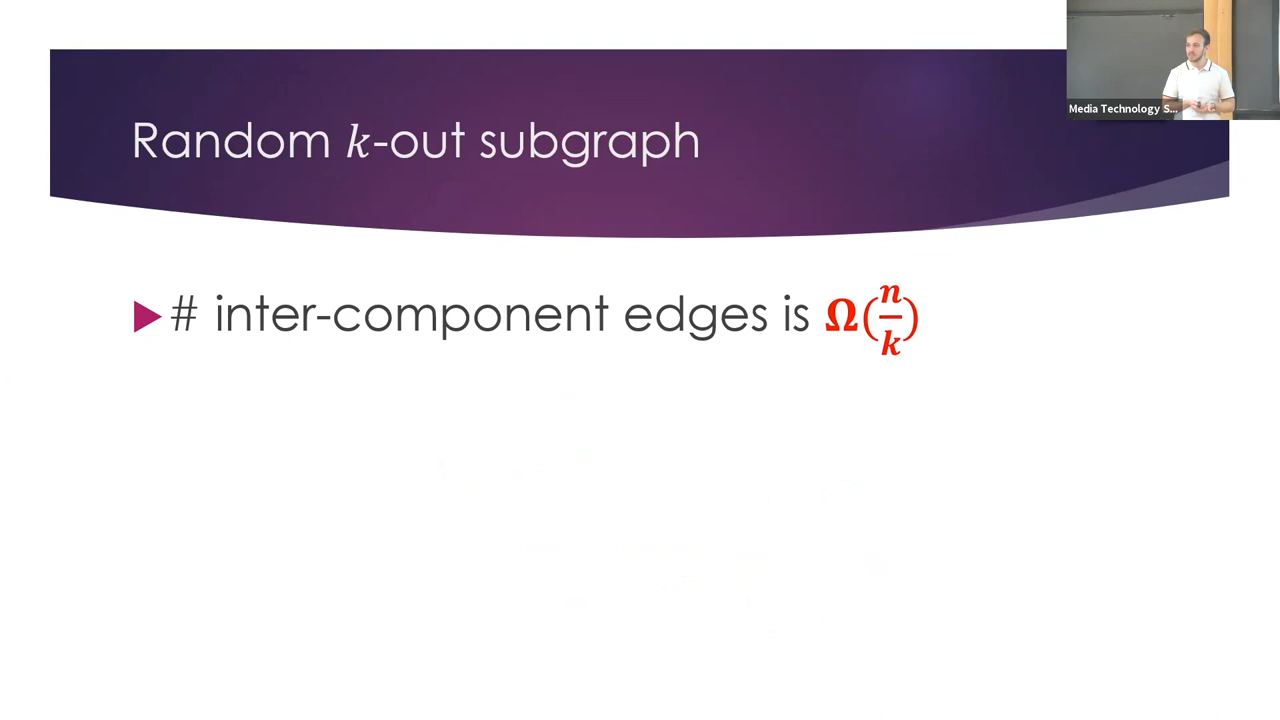 Random k-out subgraph
Media Technology S...
# inter-component edges is Ω(n/k)